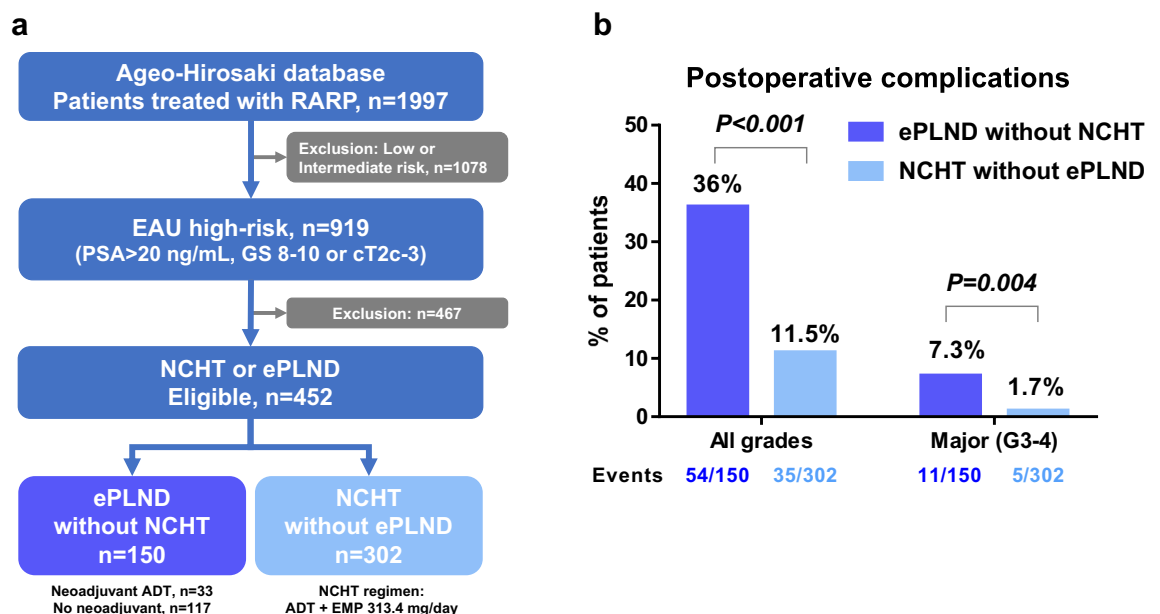 a
Ageo-Hirosaki database
Patients treated with RARP, n=1997
Exclusion: Low or
Intermediate risk, n=1078
EAU high-risk, n=919
(PSA>20 ng/mL, GS 8-10 or cT2c-3)
Exclusion: n=467
NCHT or ePLND
Eligible, n=452
ePLND
without NCHT
n=150
NCHT
without ePLND
n=302
Neoadjuvant ADT, n=33
No neoadjuvant, n=117
NCHT regimen:
ADT + EMP 313.4 mg/day
b
Postoperative complications
ePLND without NCHT
NCHT without ePLND
% of patients
50
40
30
20
10
0
P<0.001
36%
11.5%
P=0.004
7.3%
1.7%
All grades
Major (G3-4)
Events 54/150 35/302 11/150 5/302